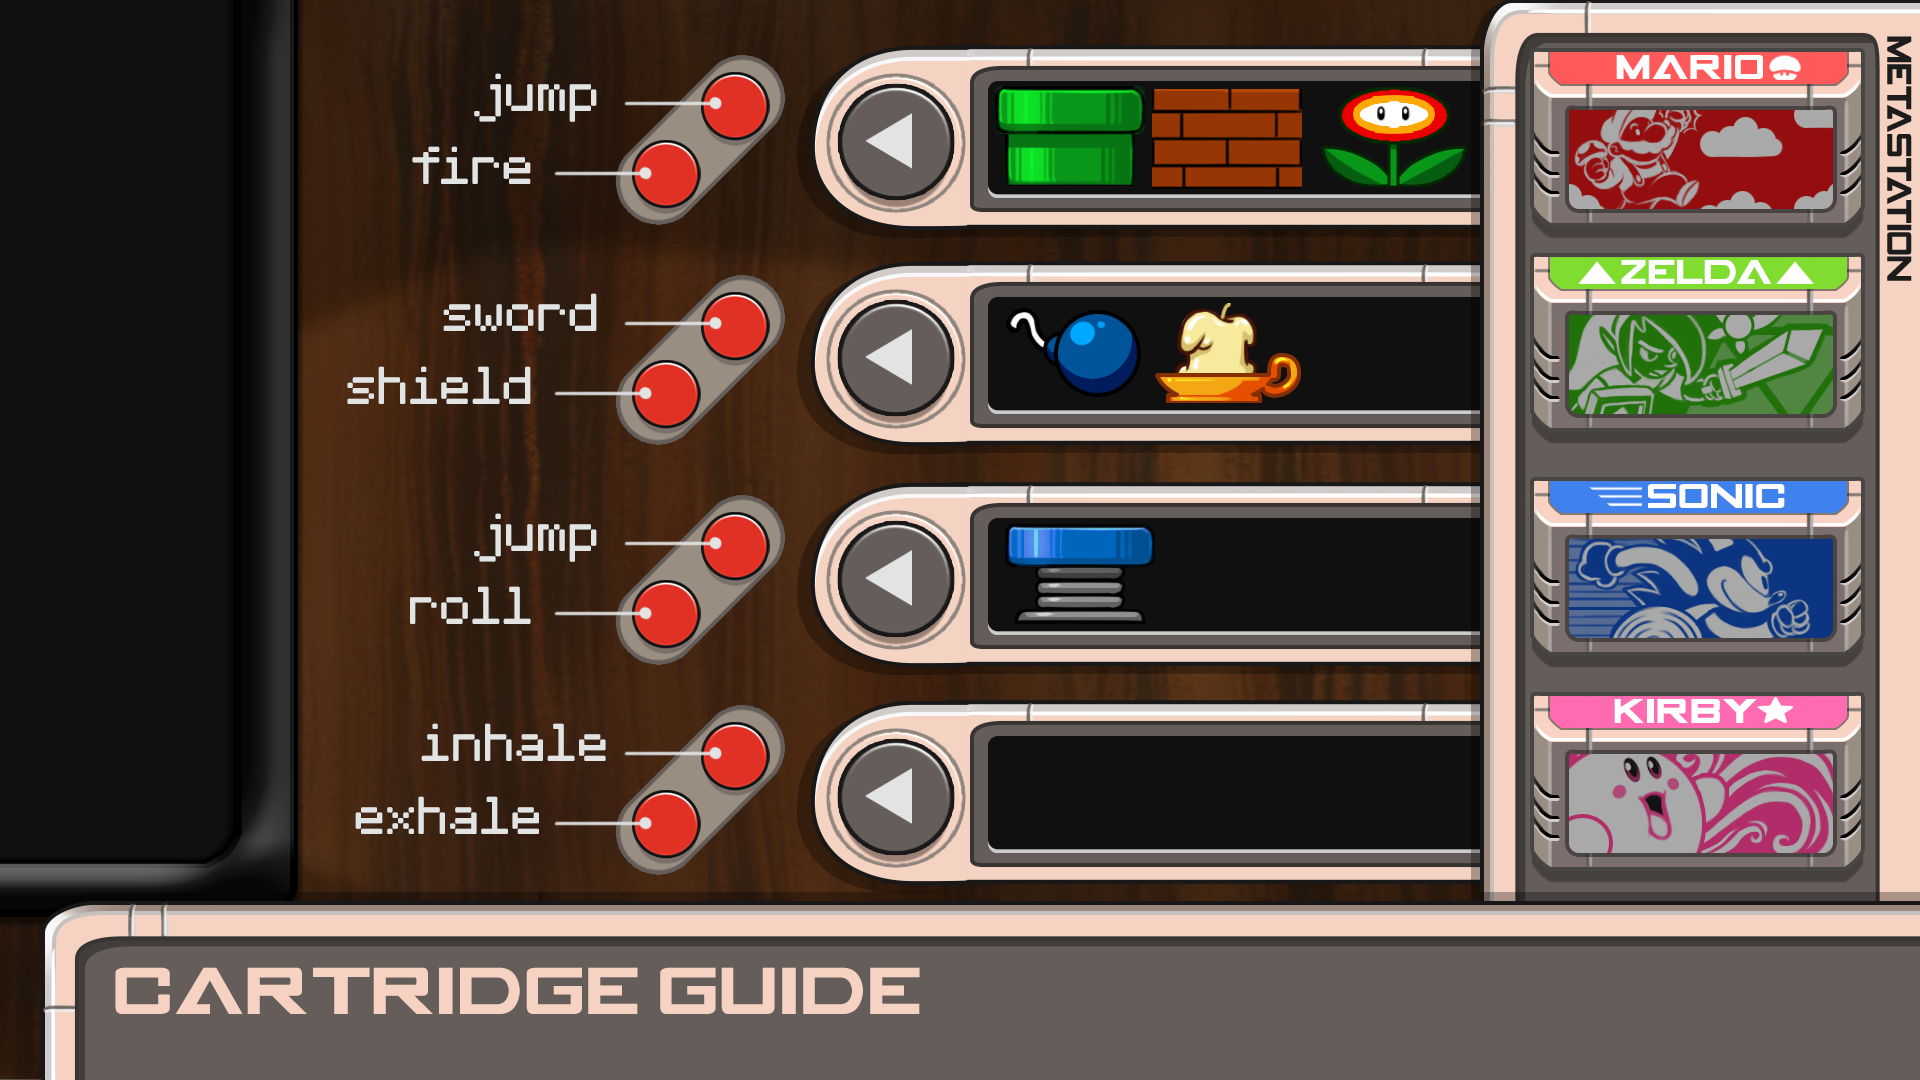 jump
fire
MARIO
sword
shield
ZELDA
jump
roll
SONIC
inhale
exhale
KIRBY
METASTATION
CARTRIDGE GUIDE